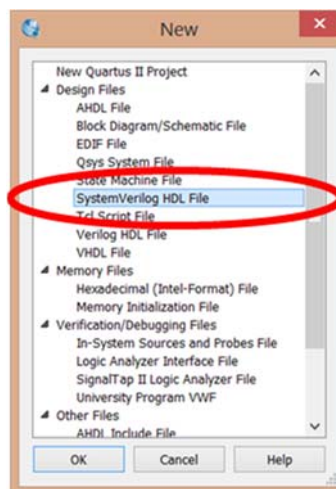 New
New Quartus II Project
Design Files
AHDL File
Block Diagram/Schematic File
EDIF File
Qsys System File
State Machine File
SystemVerilog HDL File
Tcl Script File
Verilog HDL File
VHDL File
Memory Files
Hexadecimal (Intel-Format) File
Memory Initialization File
Verification/Debugging Files
In-System Sources and Probes File
Logic Analyzer Interface File
SignalTap II Logic Analyzer File
University Program VWF
Other Files
AHDL Include File
OK Cancel Help